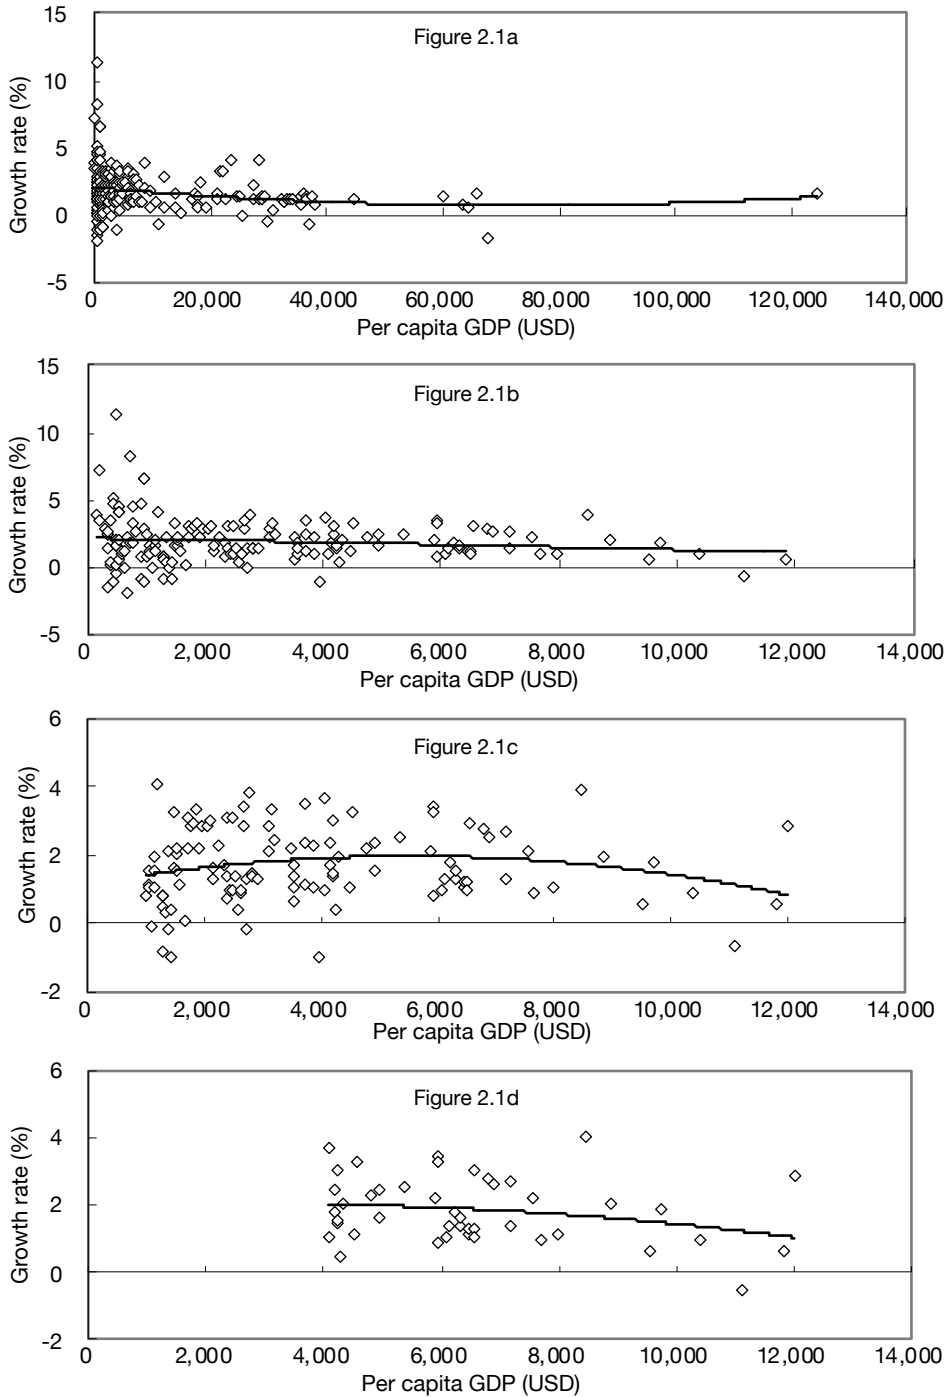 Figure 2.1a
15
10
5
0
-5
Growth rate (%)
0 20,000 40,000 60,000 80,000 100,000 120,000 140,000
Per capita GDP (USD)
Figure 2.1b
15
10
5
0
-5
Growth rate (%)
0 2,000 4,000 6,000 8,000 10,000 12,000 14,000
Per capita GDP (USD)
Figure 2.1c
6
4
2
0
-2
Growth rate (%)
0 2,000 4,000 6,000 8,000 10,000 12,000 14,000
Per capita GDP (USD)
Figure 2.1d
6
4
2
0
-2
Growth rate (%)
0 2,000 4,000 6,000 8,000 10,000 12,000 14,000
Per capita GDP (USD)